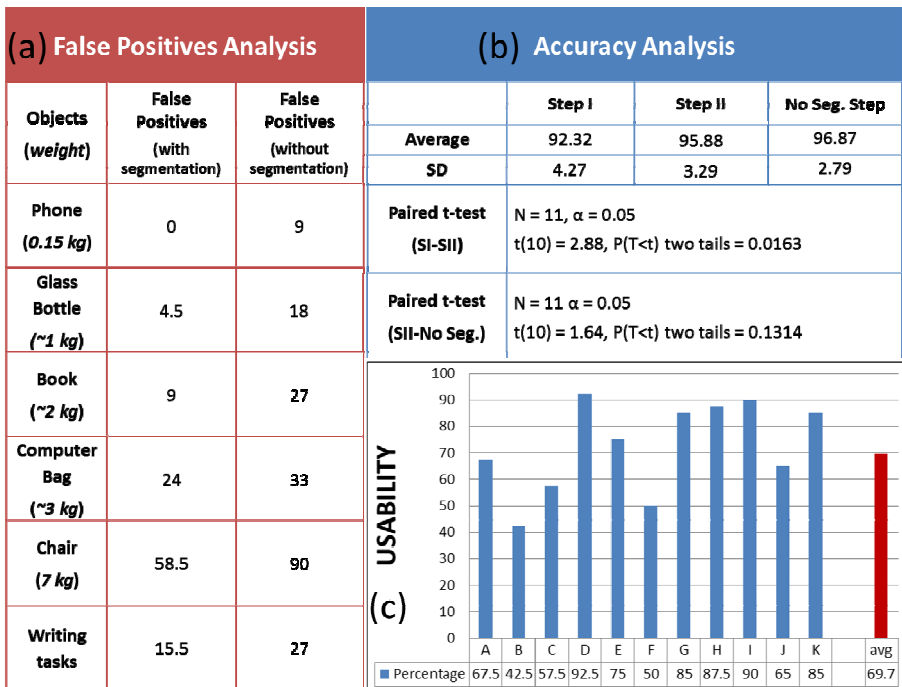 (a) False Positives Analysis
Objects
(weight)
False
Positives
(with
segmentation)
False
Positives
(without
segmentation)
Phone
(0.15 kg)
0
9
Glass
Bottle
(~1 kg)
4.5
18
Book
(~2 kg)
9
27
Computer
Bag
(~3 kg)
24
33
Chair
(7 kg)
58.5
90
Writing
tasks
15.5
27
(b) Accuracy Analysis
Step I Step II No Seg. Step
Average 92.32 95.88 96.87
SD 4.27 3.29 2.79
Paired t-test
(SI-SII)
N = 11, α = 0.05
t(10) = 2.88, P(T<t) two tails = 0.0163
Paired t-test
(SII-No Seg.)
N = 11 α = 0.05
t(10) = 1.64, P(T<t) two tails = 0.1314
(c)
USABILITY
100
90
80
70
60
50
40
30
20
10
0
A B C D E F G H I J K avg
Percentage 67.5 42.5 57.5 92.5 75 50 85 87.5 90 65 85 69.7